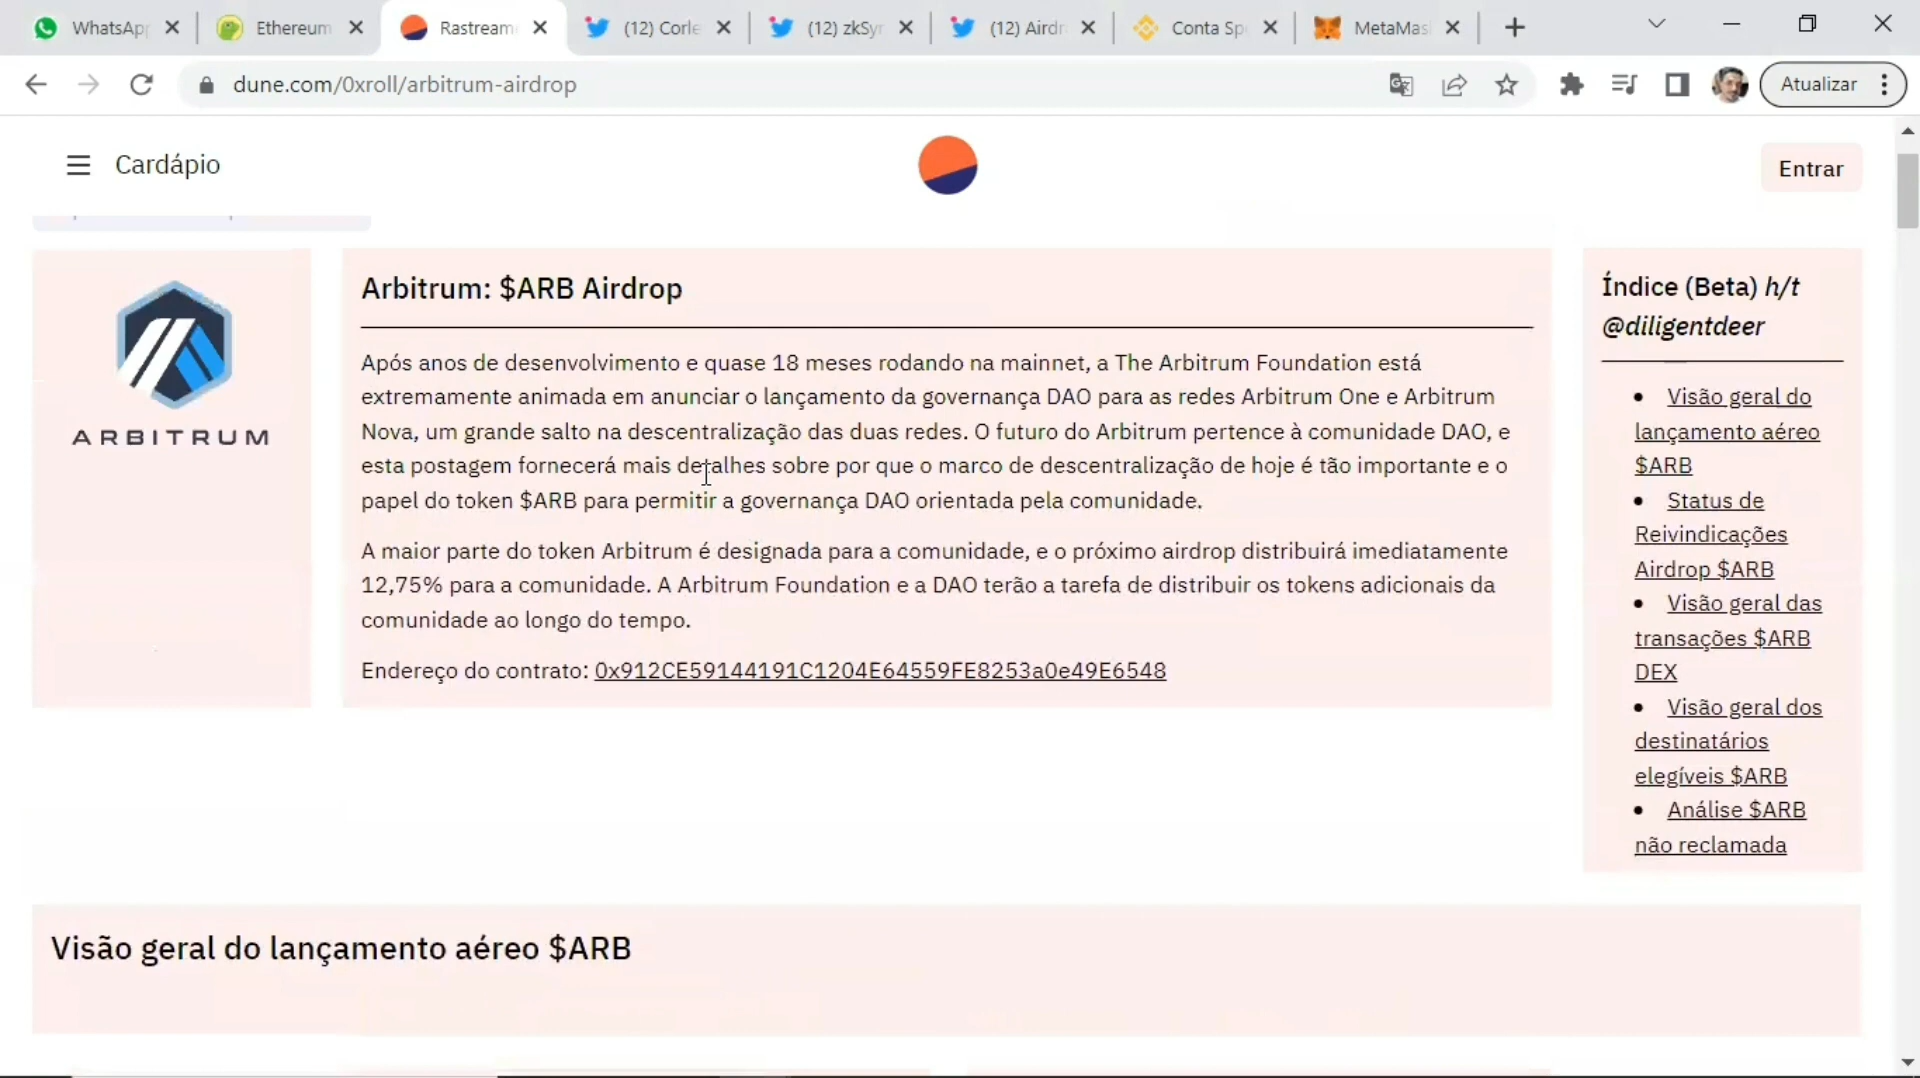 WhatsApp
Ethereum
Rastream
(12) Corle
(12) zkSyn
(12) Airdr
Conta Sp
MetaMas
dune.com/0xroll/arbitrum-airdrop
Atualizar
Cardápio
Entrar
ARBITRUM
Arbitrum: $ARB Airdrop
Após anos de desenvolvimento e quase 18 meses rodando na mainnet, a The Arbitrum Foundation está
extremamente animada em anunciar o lançamento da governança DAO para as redes Arbitrum One e Arbitrum
Nova, um grande salto na descentralização das duas redes. O futuro do Arbitrum pertence à comunidade DAO, e
esta postagem fornecerá mais detalhes sobre por que o marco de descentralização de hoje é tão importante e o
papel do token $ARB para permitir a governança DAO orientada pela comunidade.
A maior parte do token Arbitrum é designada para a comunidade, e o próximo airdrop distribuirá imediatamente
12,75% para a comunidade. A Arbitrum Foundation e a DAO terão a tarefa de distribuir os tokens adicionais da
comunidade ao longo do tempo.
Endereço do contrato: 0x912CE59144191C1204E64559FE8253a0e49E6548
Índice (Beta) h/t
@diligentdeer
• Visão geral do
lançamento aéreo
$ARB
• Status de
Reivindicações
Airdrop $ARB
• Visão geral das
transações $ARB
DEX
• Visão geral dos
destinatários
elegíveis $ARB
• Análise $ARB
não reclamada
Visão geral do lançamento aéreo $ARB